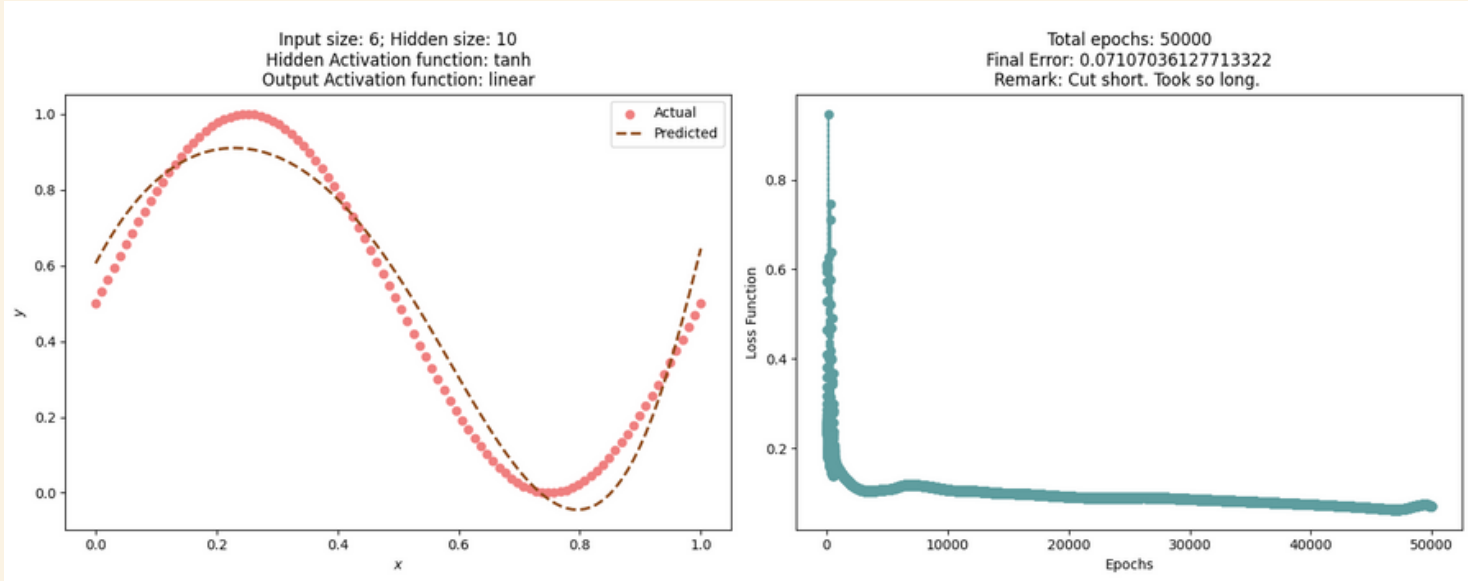 Input size: 6; Hidden size: 10
Hidden Activation function: tanh
Output Activation function: linear
1.0
0.8
0.6
0.4
0.2
0.0
y
Actual
Predicted
0.0 0.2 0.4 0.6 0.8 1.0
x
Total epochs: 50000
Final Error: 0.07107036127713322
Remark: Cut short. Took so long.
0.8
0.6
0.4
0.2
Loss Function
0 10000 20000 30000 40000 50000
Epochs